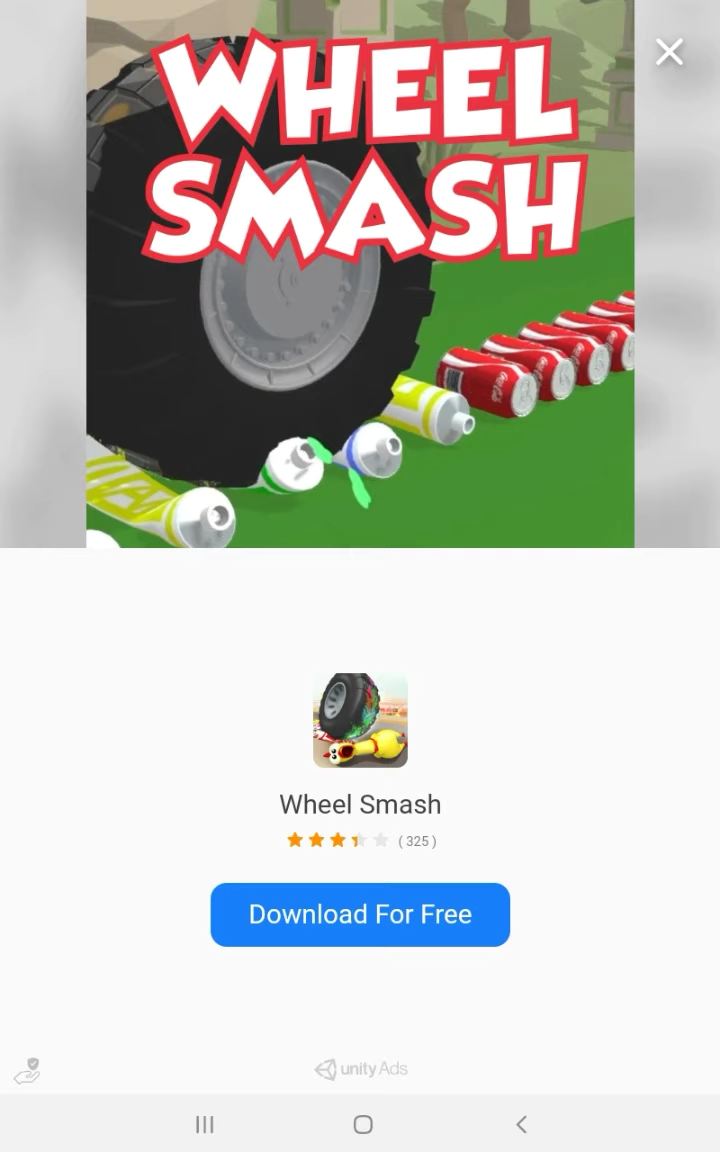 WHEEL
SMASH
Wheel Smash
( 325 )
Download For Free
unity Ads